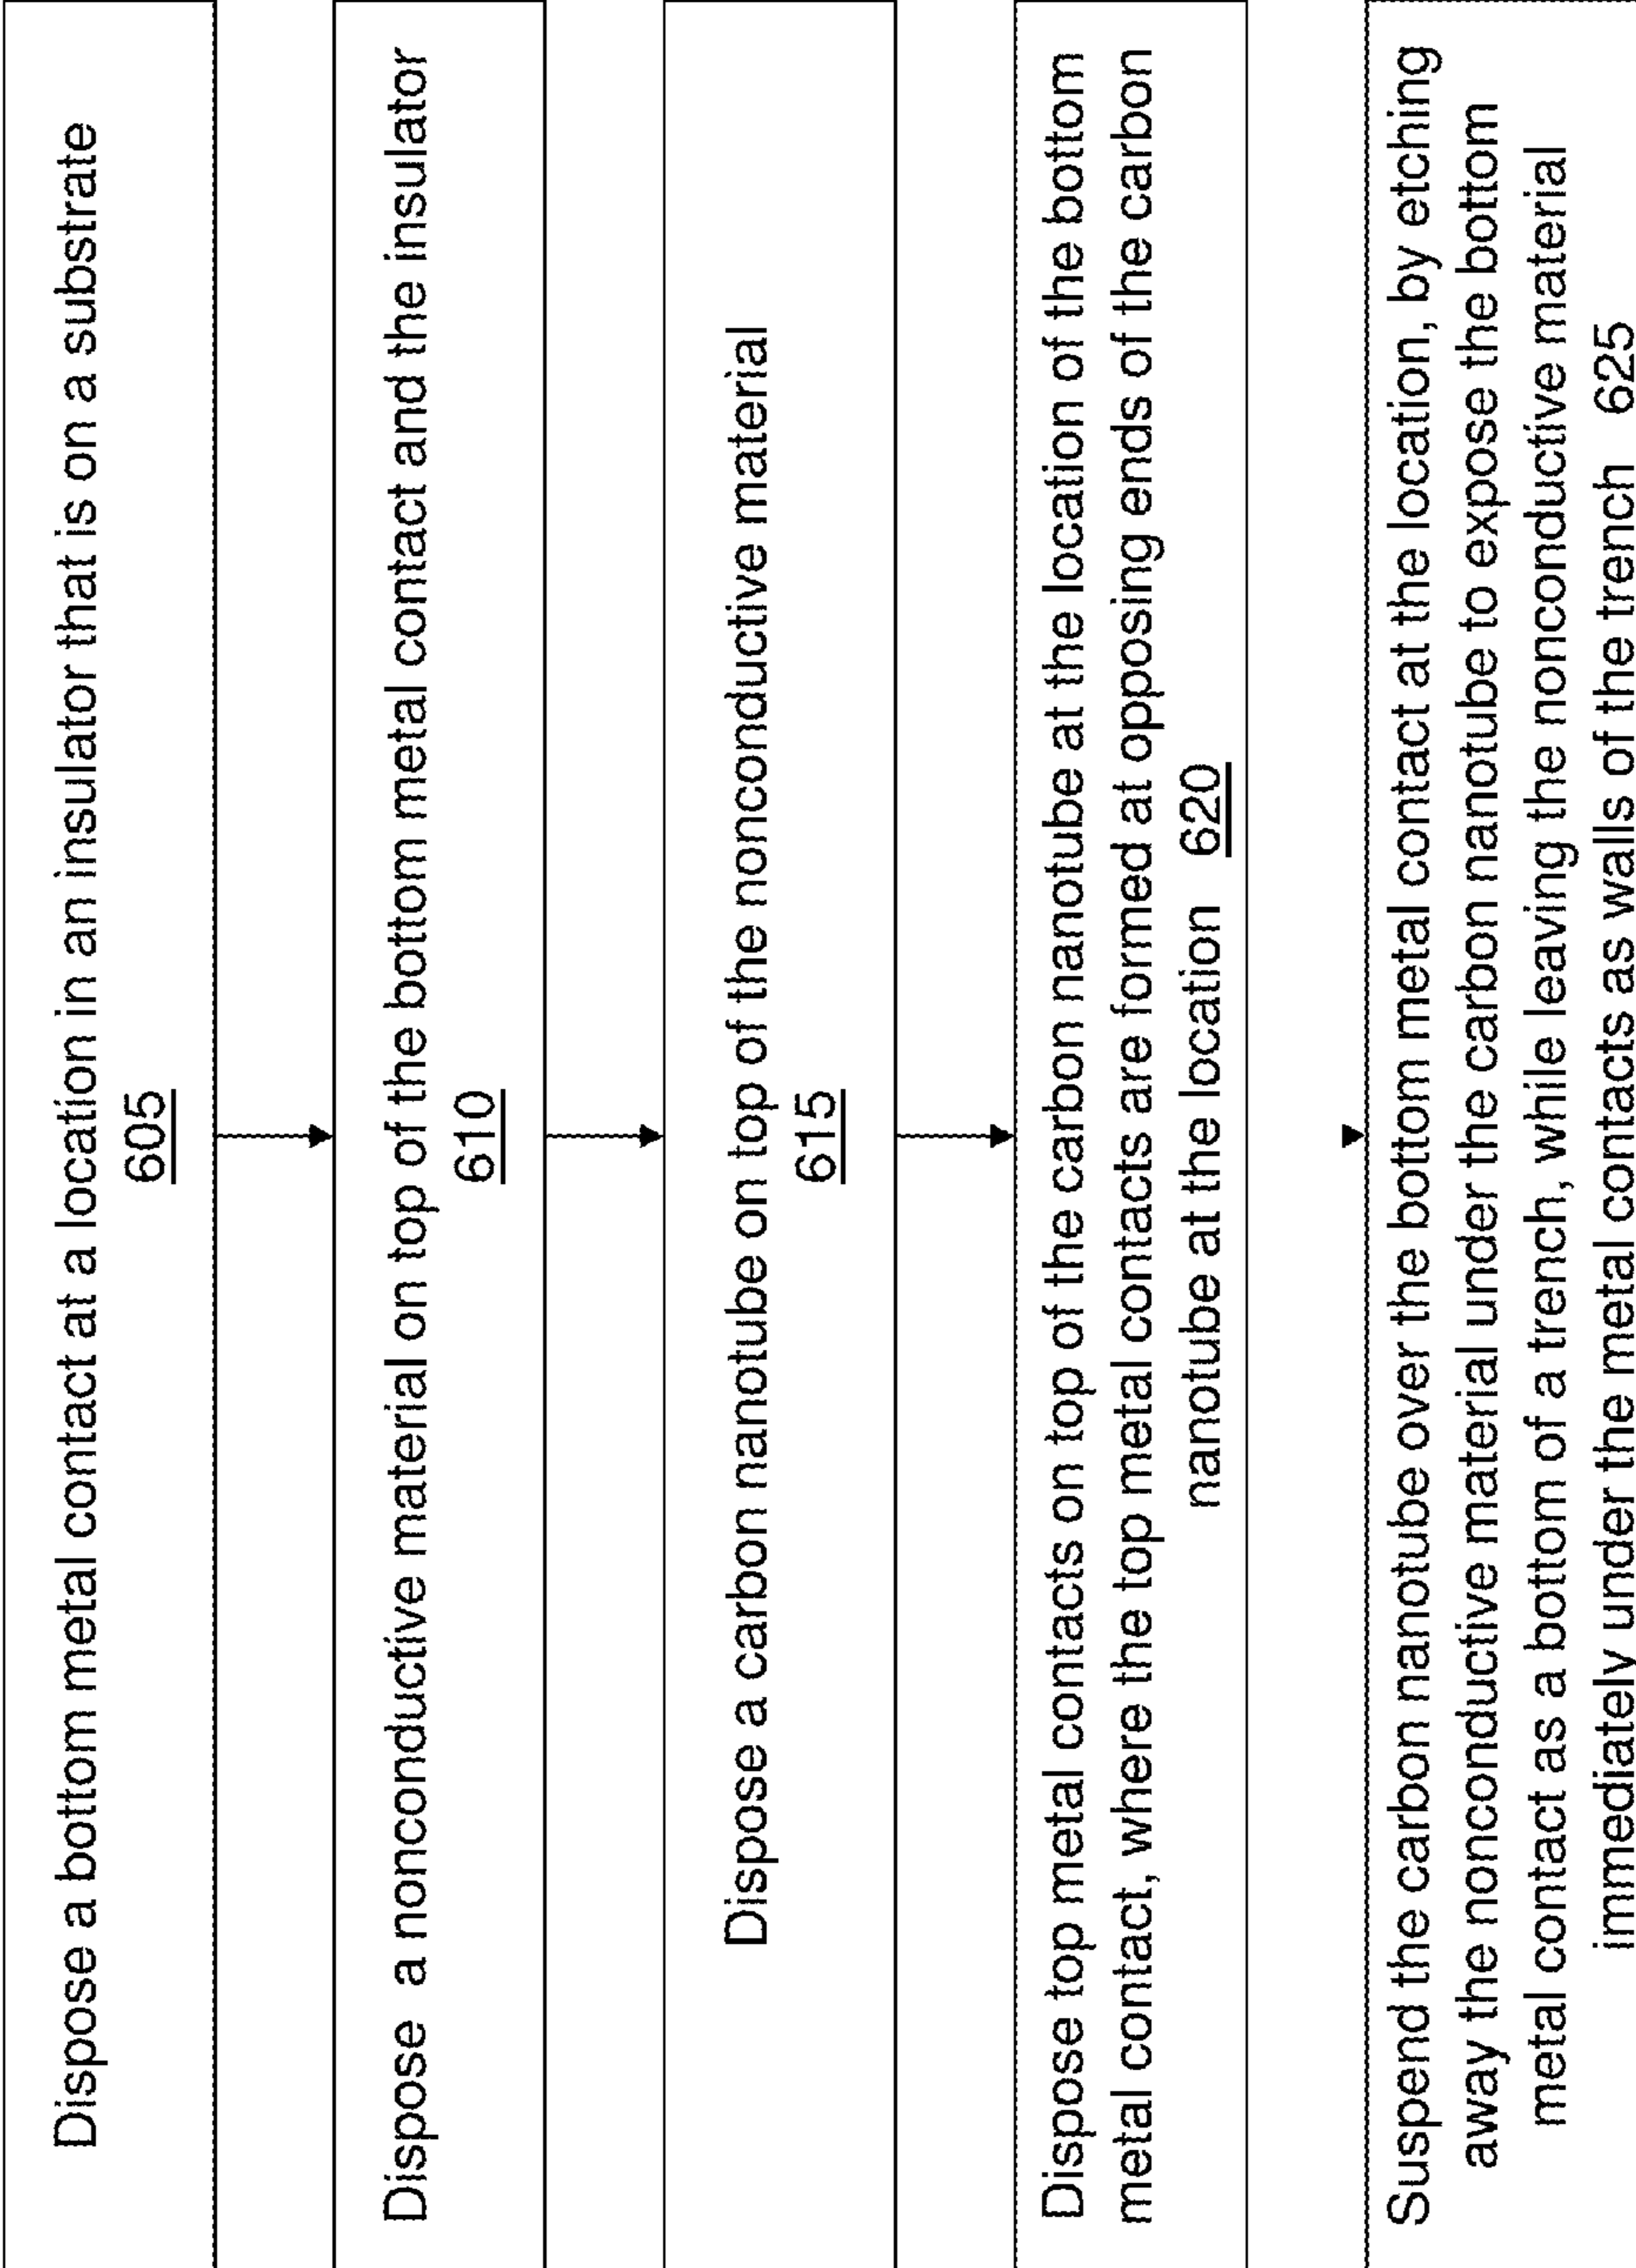 Dispose a bottom metal contact at a location in an insulator that is on a substrate
605
Dispose a nonconductive material on top of the bottom metal contact and the insulator
610
Dispose a carbon nanotube on top of the nonconductive material
615
Dispose top metal contacts on top of the carbon nanotube at the location of the bottom
metal contact, where the top metal contacts are formed at opposing ends of the carbon
nanotube at the location 620
Suspend the carbon nanotube over the bottom metal contact at the location, by etching
away the nonconductive material under the carbon nanotube to expose the bottom
metal contact as a bottom of a trench, while leaving the nonconductive material
immediately under the metal contacts as walls of the trench 625